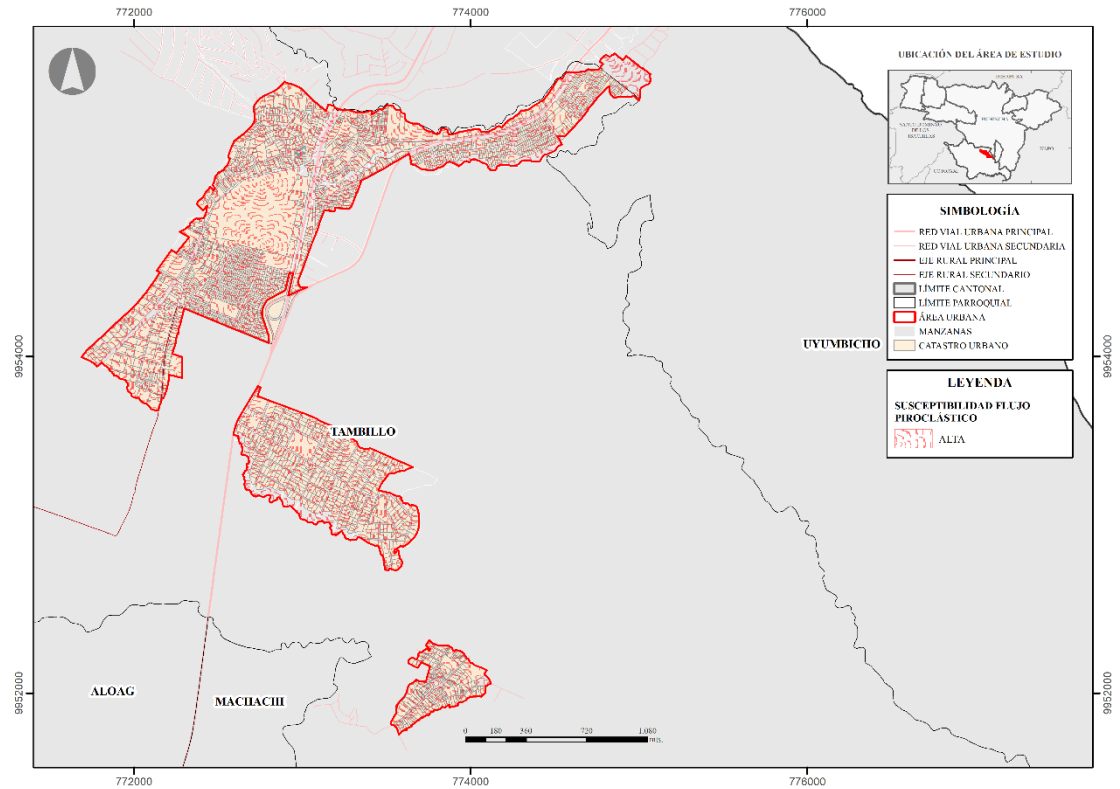 772000
774000
776000
UBICACIÓN DEL ÁREA DE ESTUDIO
SIMBOLOGÍA
RED VIAL URBANA PRINCIPAL
RED VIAL URBANA SECUNDARIA
EJE RURAL PRINCIPAL
EJE RURAL SECUNDARIO
LÍMITE CANTONAL
LÍMITE PARROQUIAL
ÁREA URBANA
MANZANAS
CATASTRO URBANO
LEYENDA
SUSCEPTIBILIDAD FLUJO
PIROCLÁSTICO
ALTA
9954000
UYUMBICHO
9954000
TAMBILLO
9952000
ALOAG
MACHACHI
9952000
0 180 360 720 1.080
mts.
772000
774000
776000